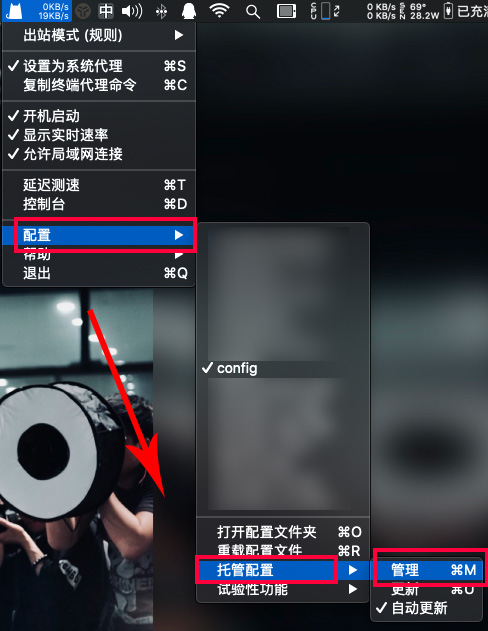 0KB/s
19KB/s
中
CPU
0 KB/s
0 KB/s
SEN
69°
28.2W
已充满
出站模式 (规则)
设置为系统代理 ⌘S
复制终端代理命令 ⌘C
开机启动
显示实时速率
允许局域网连接
延迟测速 ⌘T
控制台 ⌘D
配置
帮助
退出 ⌘Q
config
打开配置文件夹 ⌘O
重载配置文件 ⌘R
托管配置
试验性功能
管理 ⌘M
更新 ⌘U
自动更新